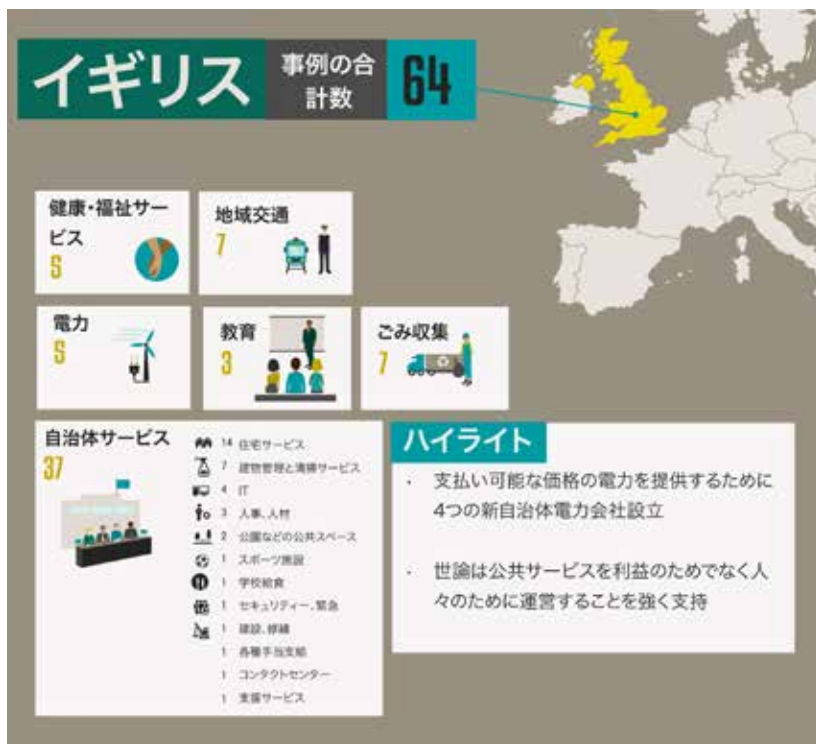 イギリス
事例の合
計数
64
健康・福祉サー
ビス
5
地域交通
7
電力
5
教育
3
ごみ収集
7
自治体サービス
37
14 住宅サービス
7 建物管理と清掃サービス
4 IT
3 人事、人材
2 公園などの公共スペース
1 スポーツ施設
1 学校給食
1 セキュリティー、緊急
1 建設、修繕
1 各種手当支給
1 コンタクトセンター
1 支援サービス
ハイライト
・ 支払い可能な価格の電力を提供するために
4つの新自治体電力会社設立
・ 世論は公共サービスを利益のためでなく人
々のために運営することを強く支持